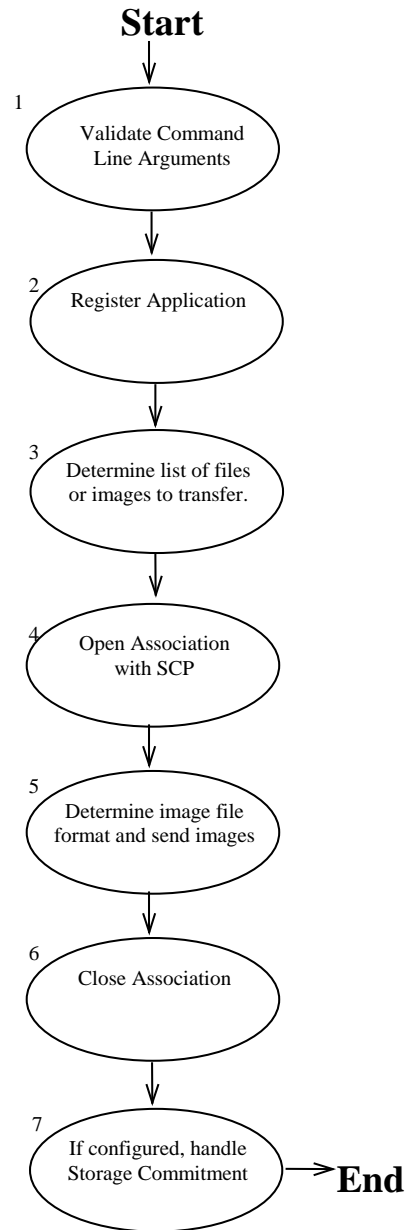 Start
1
Validate Command
Line Arguments
2
Register Application
3
Determine list of files
or images to transfer.
4
Open Association
with SCP
5
Determine image file
format and send images
6
Close Association
7
If configured, handle
Storage Commitment
End